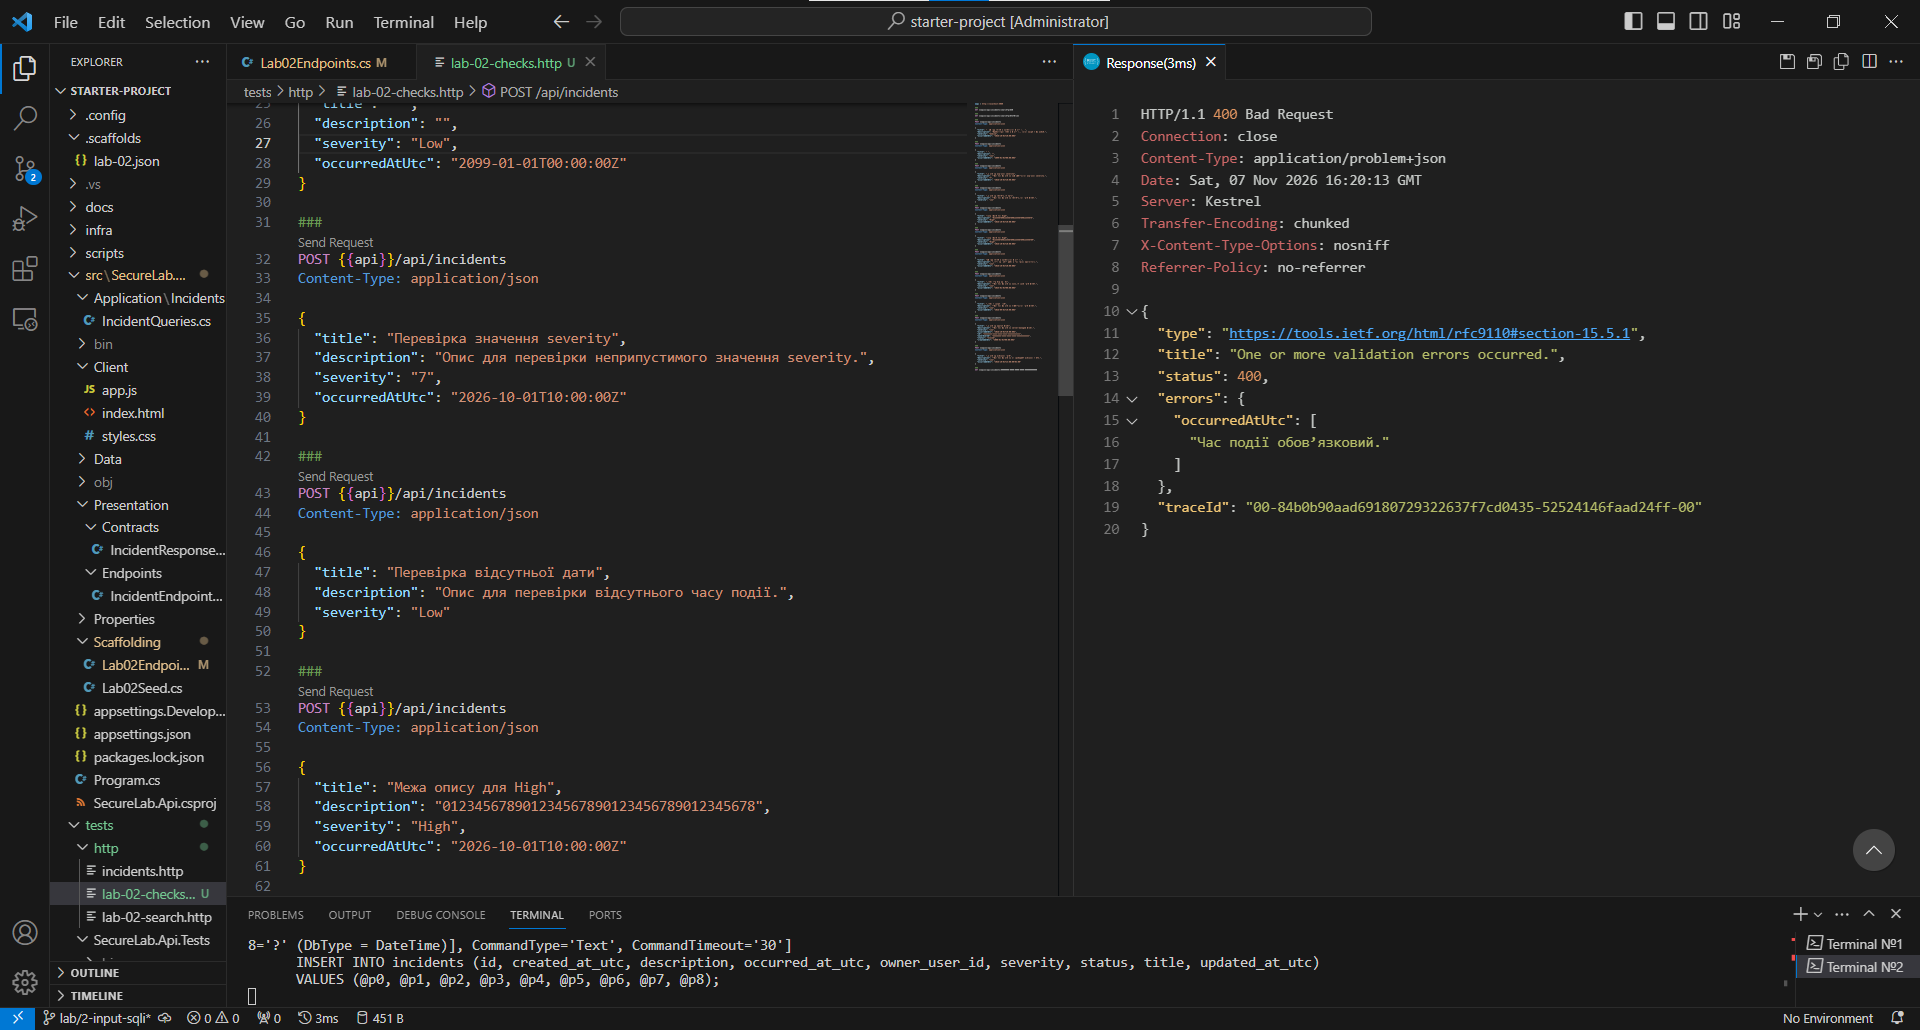 File Edit Selection View Go Run Terminal Help
starter-project [Administrator]
EXPLORER
STARTER-PROJECT
.config
.scaffolds
{} lab-02.json
.vs
docs
infra
scripts
src\SecureLab....
Application\Incidents
C# IncidentQueries.cs
bin
Client
JS app.js
<> index.html
# styles.css
Data
obj
Presentation
Contracts
C# IncidentResponse...
Endpoints
C# IncidentEndpoint...
Properties
Scaffolding
C# Lab02Endpoi... M
C# Lab02Seed.cs
{} appsettings.Develop...
{} appsettings.json
{} packages.lock.json
C# Program.cs
SecureLab.Api.csproj
tests
http
incidents.http
lab-02-checks... U
lab-02-search.http
SecureLab.Api.Tests
OUTLINE
TIMELINE
2
C# Lab02Endpoints.cs M
lab-02-checks.http U
tests > http > lab-02-checks.http > POST /api/incidents
26 "description": "",
27 "severity": "Low",
28 "occurredAtUtc": "2099-01-01T00:00:00Z"
29 }
30
31 ###
Send Request
32 POST {{api}}/api/incidents
33 Content-Type: application/json
34
35 {
36 "title": "Перевірка значення severity",
37 "description": "Опис для перевірки неприпустимого значення severity.",
38 "severity": "7",
39 "occurredAtUtc": "2026-10-01T10:00:00Z"
40 }
41
42 ###
Send Request
43 POST {{api}}/api/incidents
44 Content-Type: application/json
45
46 {
47 "title": "Перевірка відсутньої дати",
48 "description": "Опис для перевірки відсутнього часу події.",
49 "severity": "Low"
50 }
51
52 ###
Send Request
53 POST {{api}}/api/incidents
54 Content-Type: application/json
55
56 {
57 "title": "Межа опису для High",
58 "description": "012345678901234567890123456789012345678",
59 "severity": "High",
60 "occurredAtUtc": "2026-10-01T10:00:00Z"
61 }
62
Response(3ms)
1 HTTP/1.1 400 Bad Request
2 Connection: close
3 Content-Type: application/problem+json
4 Date: Sat, 07 Nov 2026 16:20:13 GMT
5 Server: Kestrel
6 Transfer-Encoding: chunked
7 X-Content-Type-Options: nosniff
8 Referrer-Policy: no-referrer
9
10 {
11 "type": "https://tools.ietf.org/html/rfc9110#section-15.5.1",
12 "title": "One or more validation errors occurred.",
13 "status": 400,
14 "errors": {
15 "occurredAtUtc": [
16 "Час події обов’язковий."
17 ]
18 },
19 "traceId": "00-84b0b90aad69180729322637f7cd0435-52524146faad24ff-00"
20 }
PROBLEMS OUTPUT DEBUG CONSOLE TERMINAL PORTS
8='?' (DbType = DateTime)], CommandType='Text', CommandTimeout='30']
INSERT INTO incidents (id, created_at_utc, description, occurred_at_utc, owner_user_id, severity, status, title, updated_at_utc)
VALUES (@p0, @p1, @p2, @p3, @p4, @p5, @p6, @p7, @p8);
Terminal №1
Terminal №2
lab/2-input-sqli* 0 0 0 3ms 451 B
No Environment